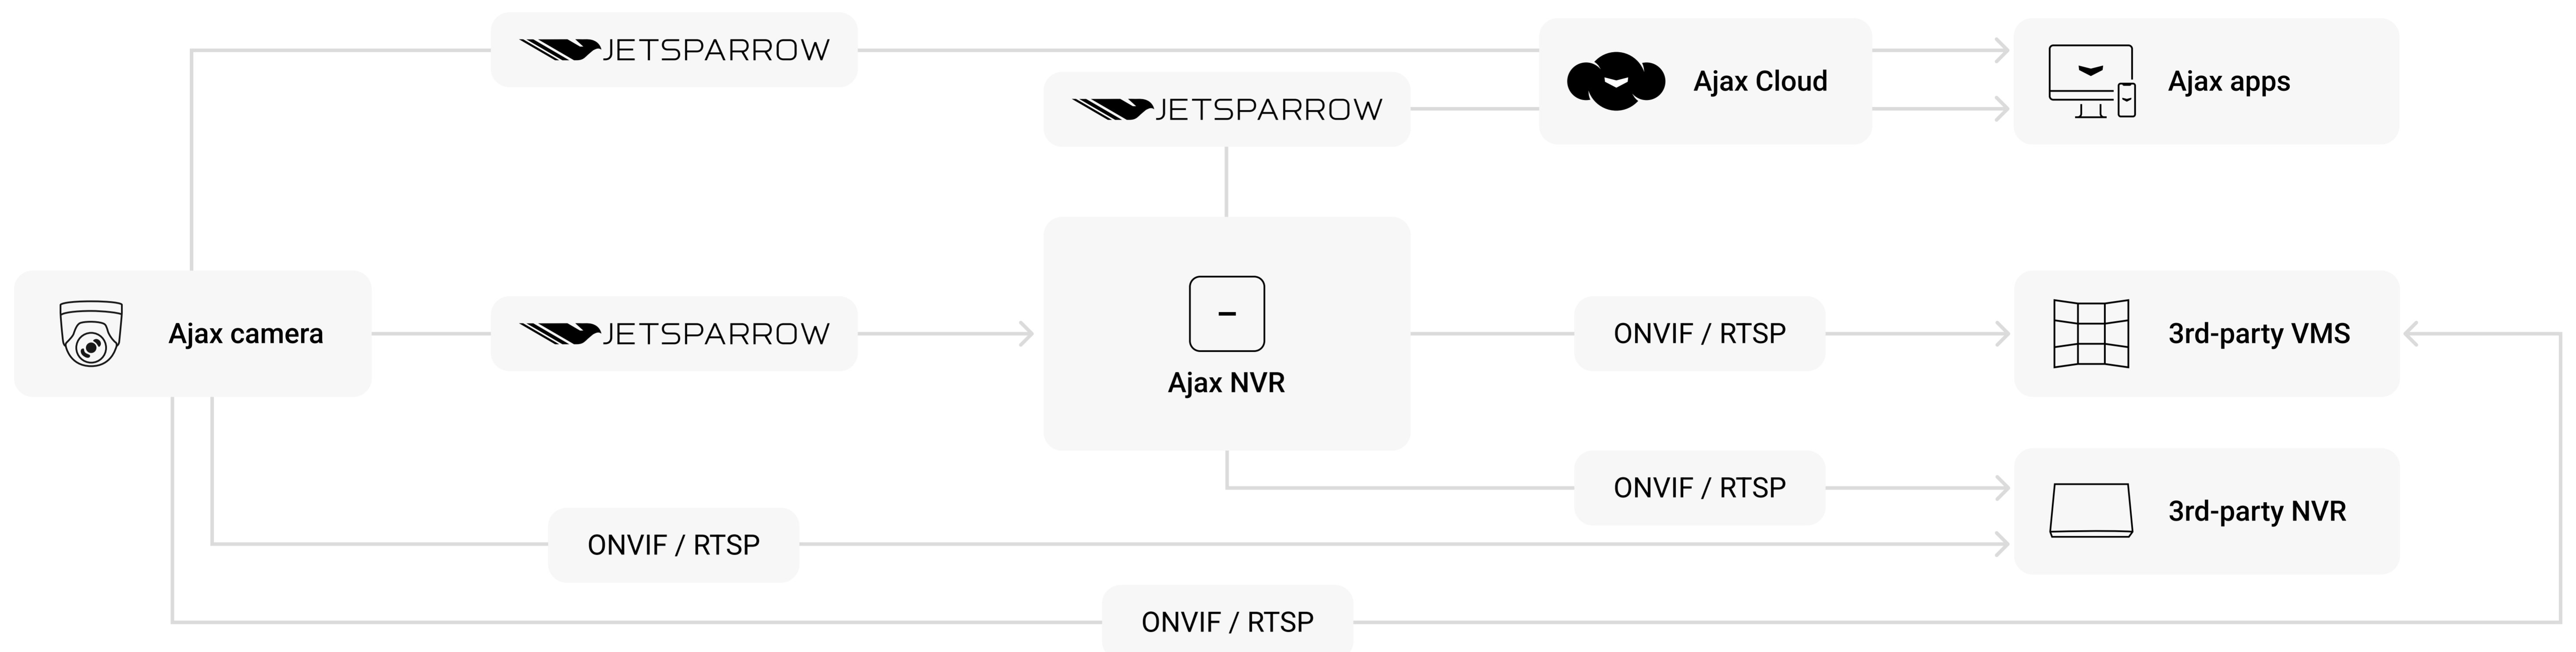 JETSPARROW
JETSPARROW
Ajax Cloud
Ajax apps
Ajax camera
JETSPARROW
Ajax NVR
ONVIF / RTSP
3rd-party VMS
ONVIF / RTSP
3rd-party NVR
ONVIF / RTSP
ONVIF / RTSP